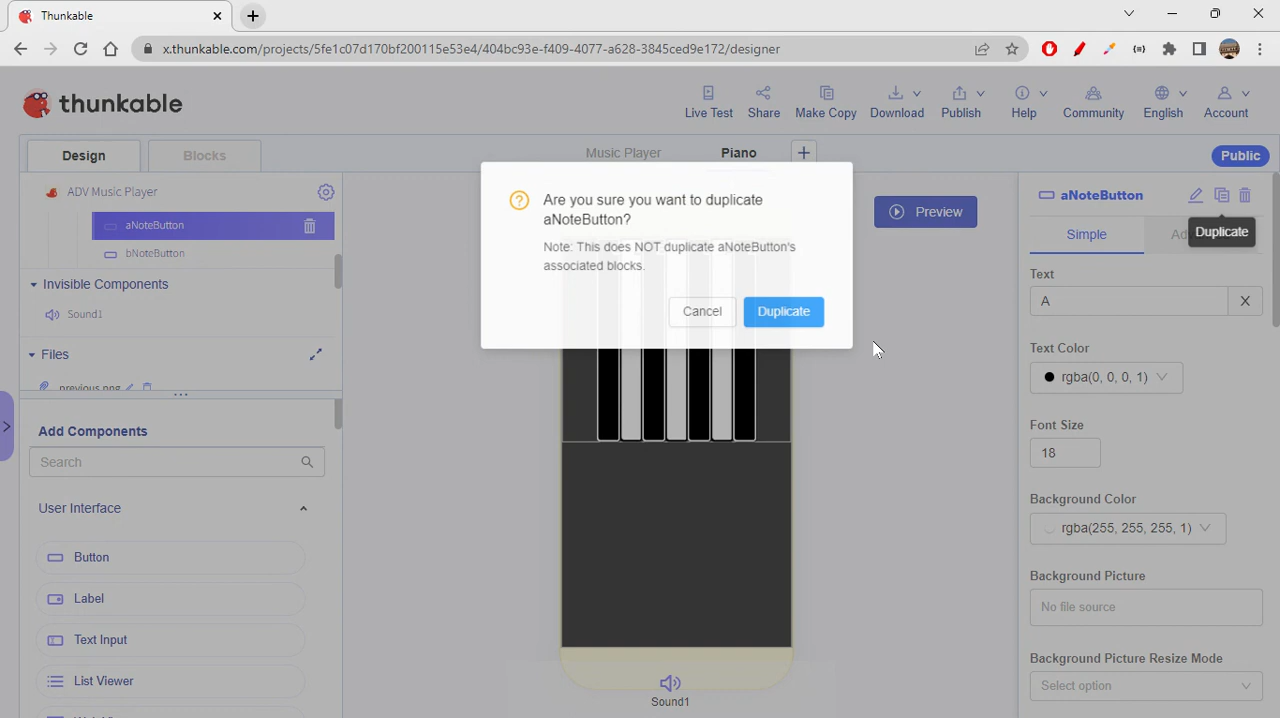 Thunkable
x.thunkable.com/projects/5fe1c07d170bf200115e53e4/404bc93e-f409-4077-a628-3845ced9e172/designer
thunkable
Live Test
Share
Make Copy
Download
Publish
Help
Community
English
Account
Design
Blocks
Music Player
Piano
Public
ADV Music Player
aNoteButton
bNoteButton
Invisible Components
Sound1
Files
previous.png
Add Components
Search
User Interface
Button
Label
Text Input
List Viewer
Are you sure you want to duplicate
aNoteButton?
Note: This does NOT duplicate aNoteButton's
associated blocks.
Cancel
Duplicate
Preview
Sound1
aNoteButton
Duplicate
Simple
Text
A
X
Text Color
rgba(0, 0, 0, 1)
Font Size
18
Background Color
rgba(255, 255, 255, 1)
Background Picture
No file source
Background Picture Resize Mode
Select option